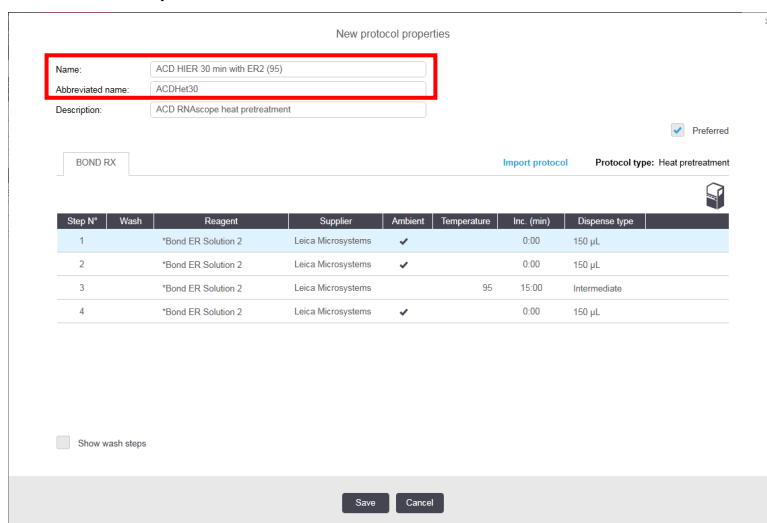 New protocol properties
Name: ACD HIER 30 min with ER2 (95)
Abbreviated name: ACDHet30
Description: ACD RNAscope heat pretreatment
Preferred
BOND RX Import protocol Protocol type: Heat pretreatment
Step N° Wash Reagent Supplier Ambient Temperature Inc. (min) Dispense type
1 *Bond ER Solution 2 Leica Microsystems ✔ 0:00 150 µL
2 *Bond ER Solution 2 Leica Microsystems ✔ 0:00 150 µL
3 *Bond ER Solution 2 Leica Microsystems 95 15:00 Intermediate
4 *Bond ER Solution 2 Leica Microsystems ✔ 0:00 150 µL
Show wash steps
Save Cancel